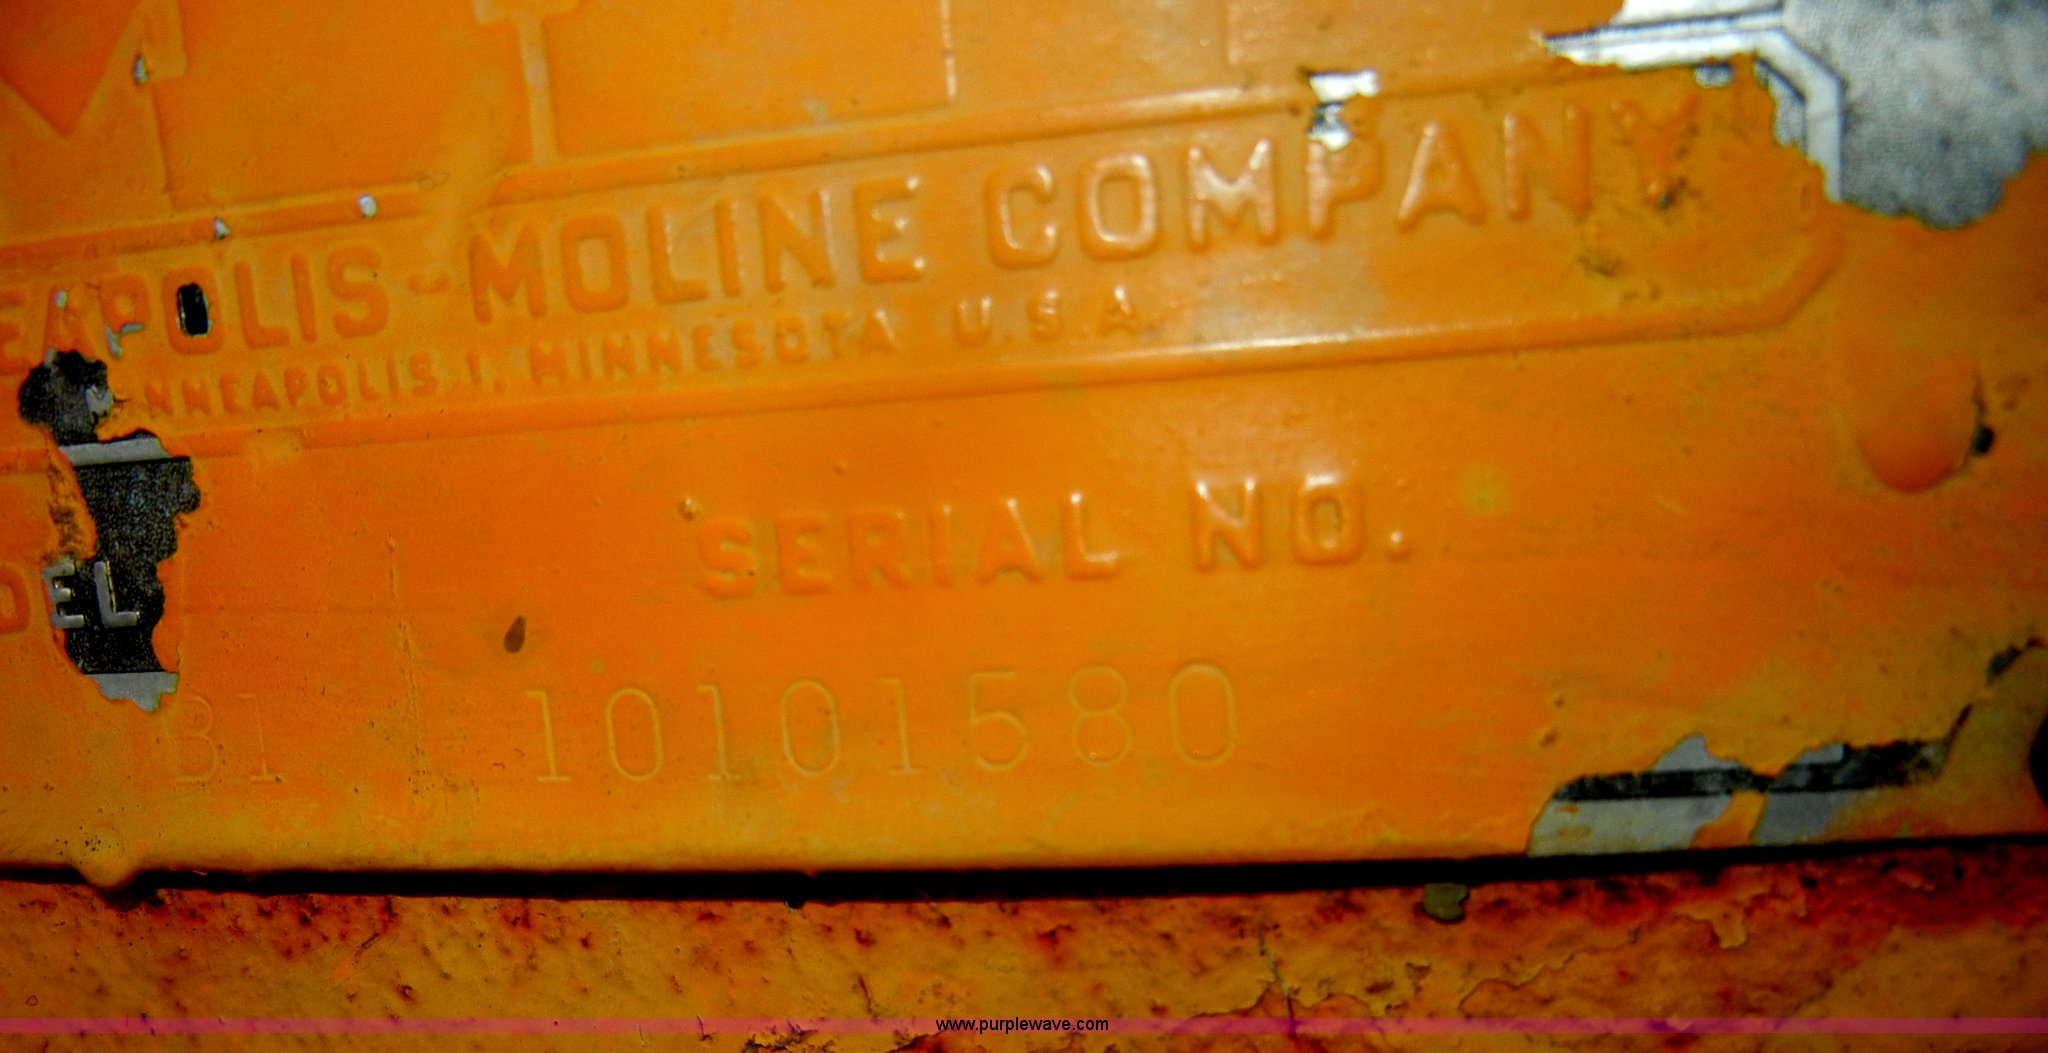 EAPOLIS-MOLINE COMPANY
NNEAPOLIS 1, MINNESOTA U.S.A.
SERIAL NO.
DEL
B1 10101580
www.purplewave.com